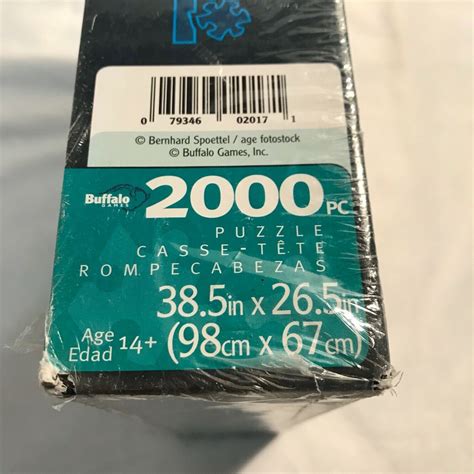 0 79346 02017 1
© Bernhard Spoettel / age fotostock
© Buffalo Games, Inc.
Buffalo GAMES 2000 PC
PUZZLE
CASSE-TÊTE
ROMPECABEZAS
38.5in x 26.5in
Age Edad 14+ (98cm x 67cm)